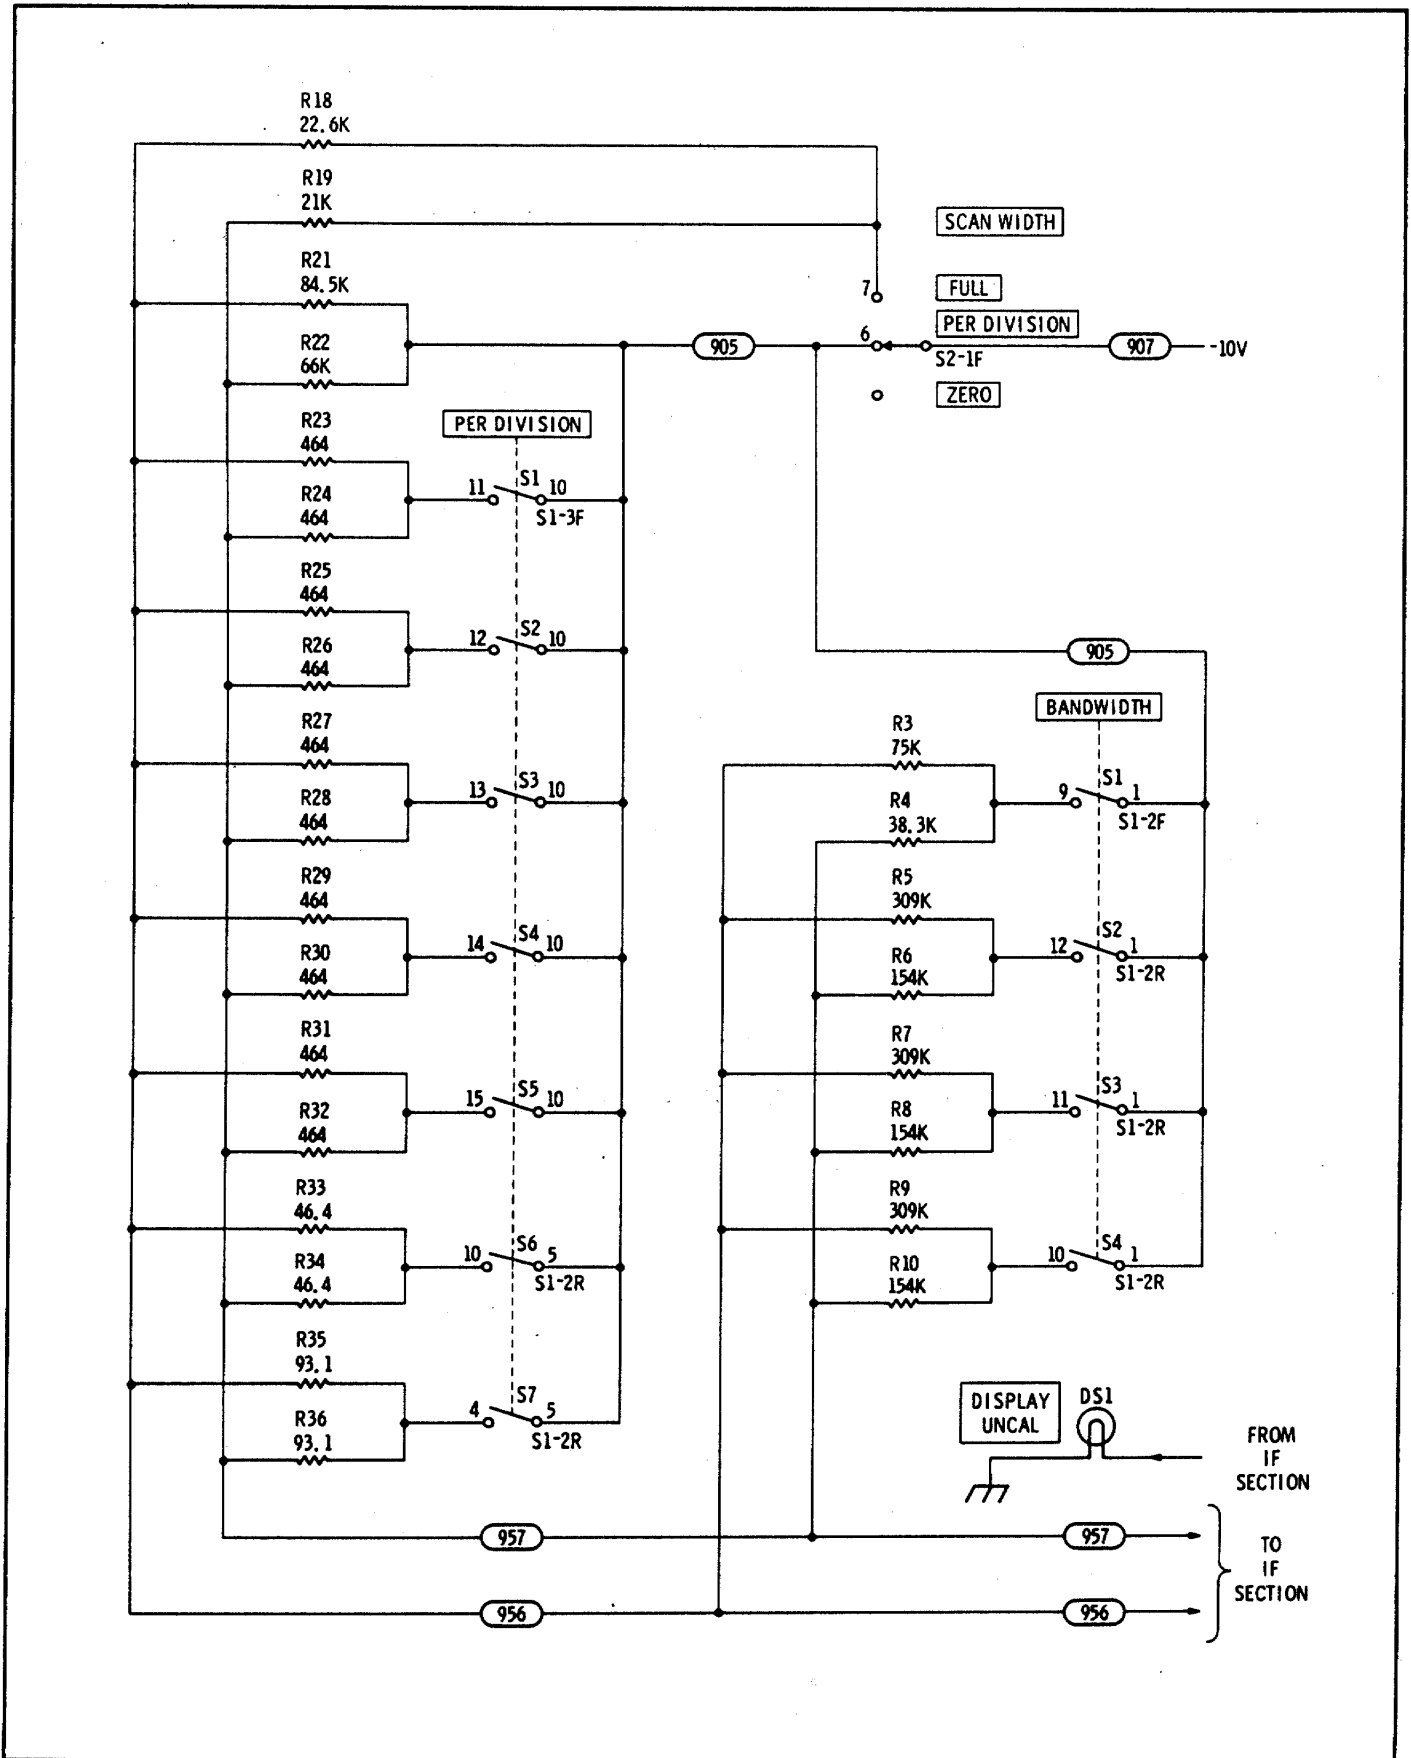 R18
22.6K
R19
21K
SCAN WIDTH
R21
84.5K
7
FULL
PER DIVISION
R22
66K
905
6
S2-1F
907
-10V
ZERO
R23
464
PER DIVISION
R24
464
11
S1
10
S1-3F
R25
464
R26
464
12
S2
10
905
BANDWIDTH
R27
464
R3
75K
R28
464
13
S3
10
R4
38.3K
9
S1
1
S1-2F
R29
464
R5
309K
R30
464
14
S4
10
R6
154K
12
S2
1
S1-2R
R31
464
R7
309K
R32
464
15
S5
10
R8
154K
11
S3
1
S1-2R
R33
46.4
R9
309K
R34
46.4
10
S6
5
S1-2R
R10
154K
10
S4
1
S1-2R
R35
93.1
R36
93.1
4
S7
5
S1-2R
DISPLAY
UNCAL
DS1
FROM
IF
SECTION
957
957
TO
IF
SECTION
956
956